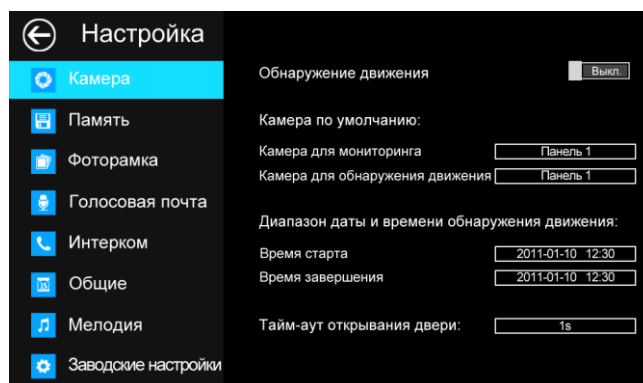 Настройка
Камера
Память
Фоторамка
Голосовая почта
Интерком
Общие
Мелодия
Заводские настройки
Обнаружение движения Выкл.
Камера по умолчанию:
Камера для мониторинга Панель 1
Камера для обнаружения движения Панель 1
Диапазон даты и времени обнаружения движения:
Время старта 2011-01-10 12:30
Время завершения 2011-01-10 12:30
Тайм-аут открывания двери: 1s